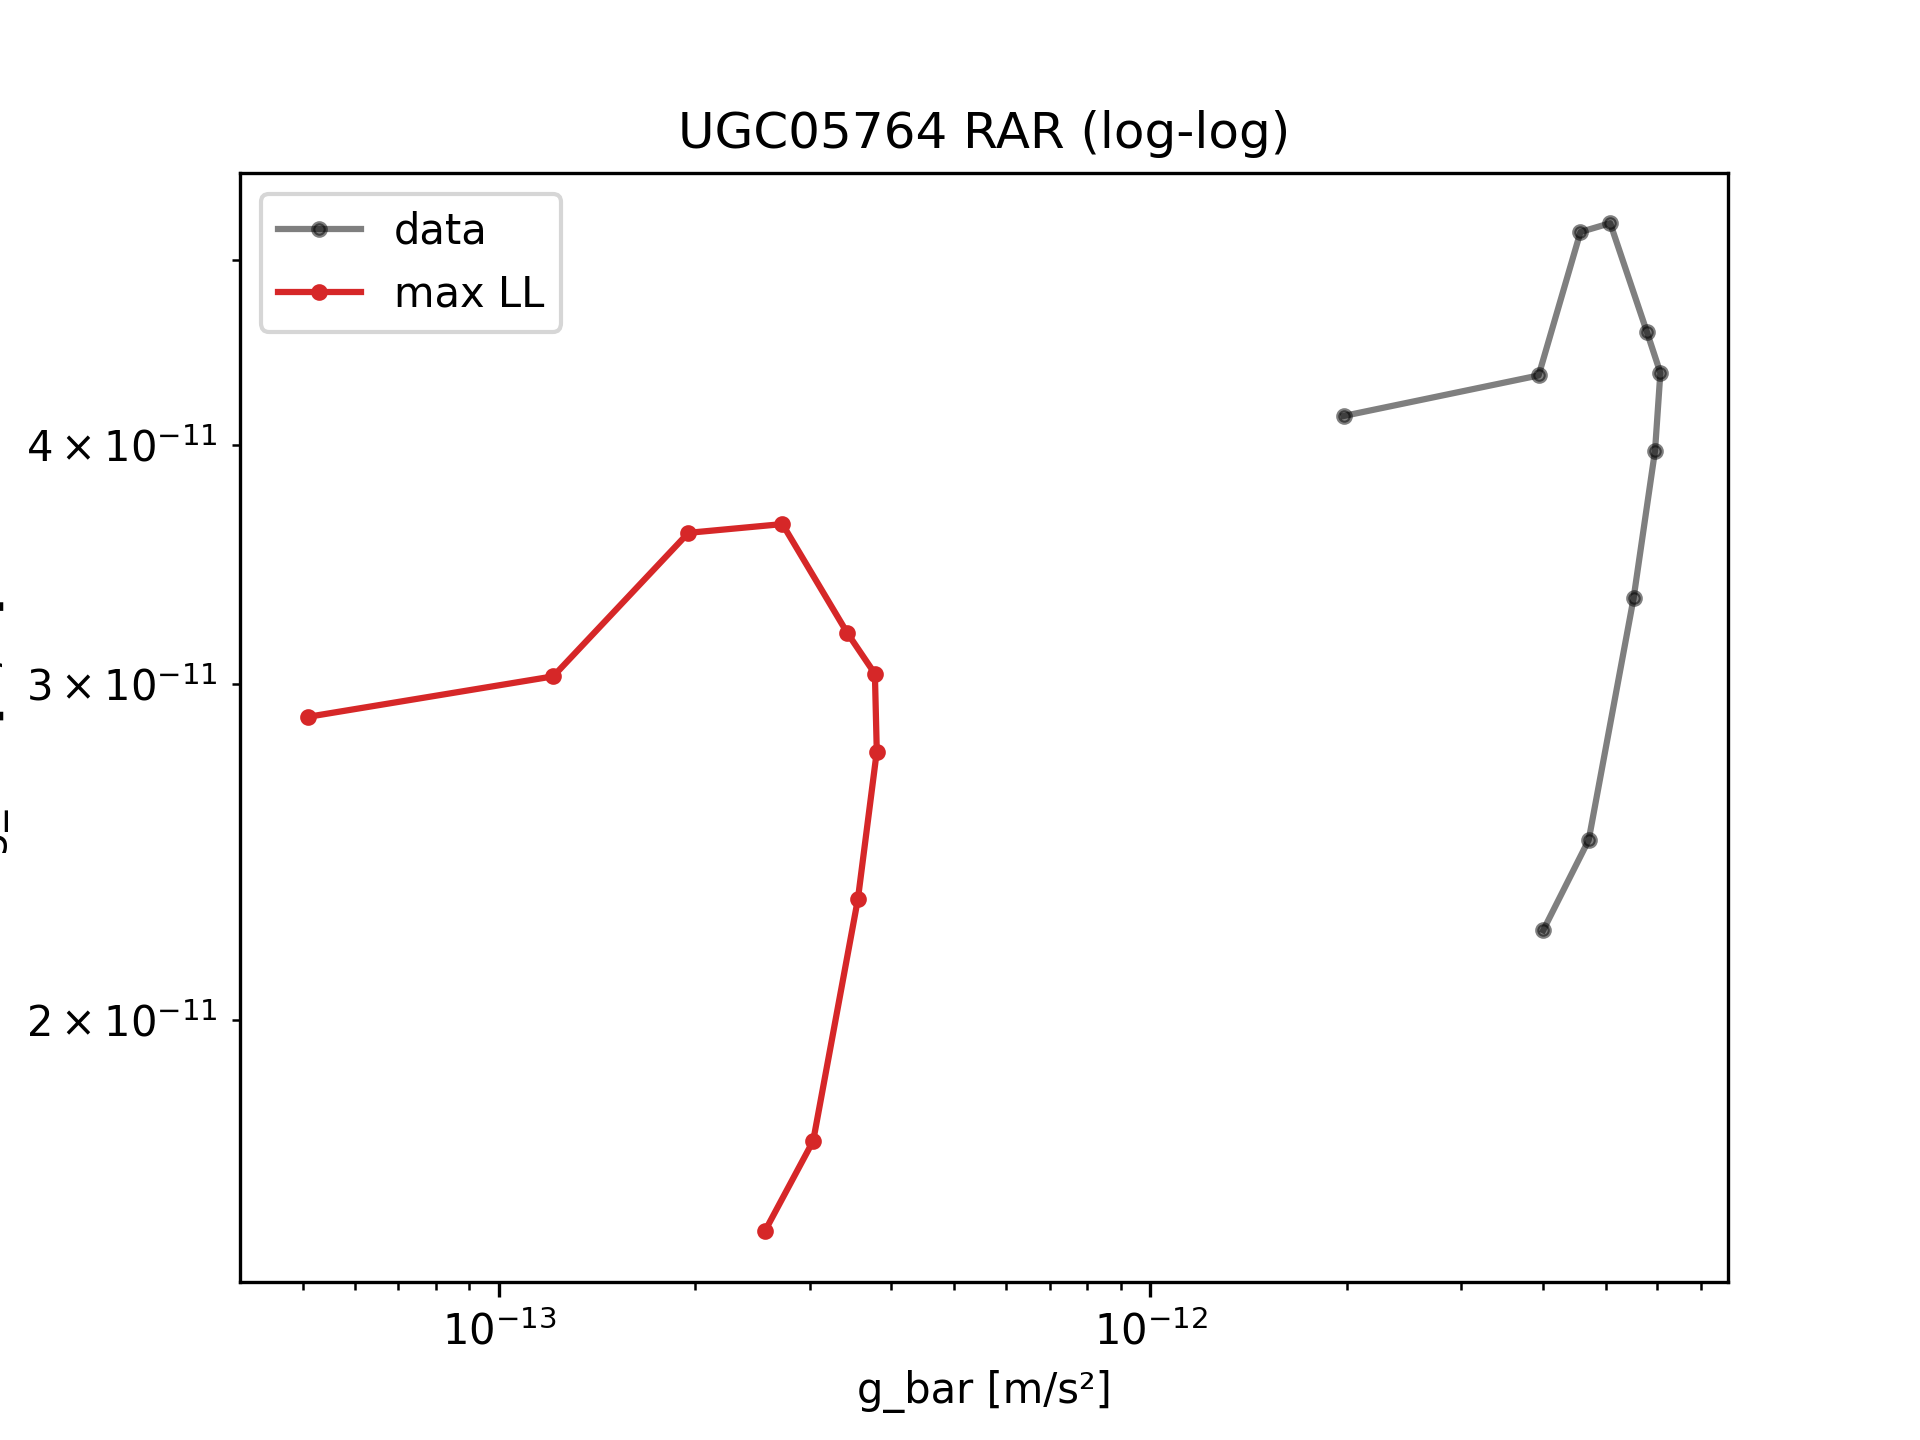 UGC05764 RAR (log-log)
data
max LL
4 × 10⁻¹¹
3 × 10⁻¹¹
2 × 10⁻¹¹
10⁻¹³
10⁻¹²
g_bar [m/s²]